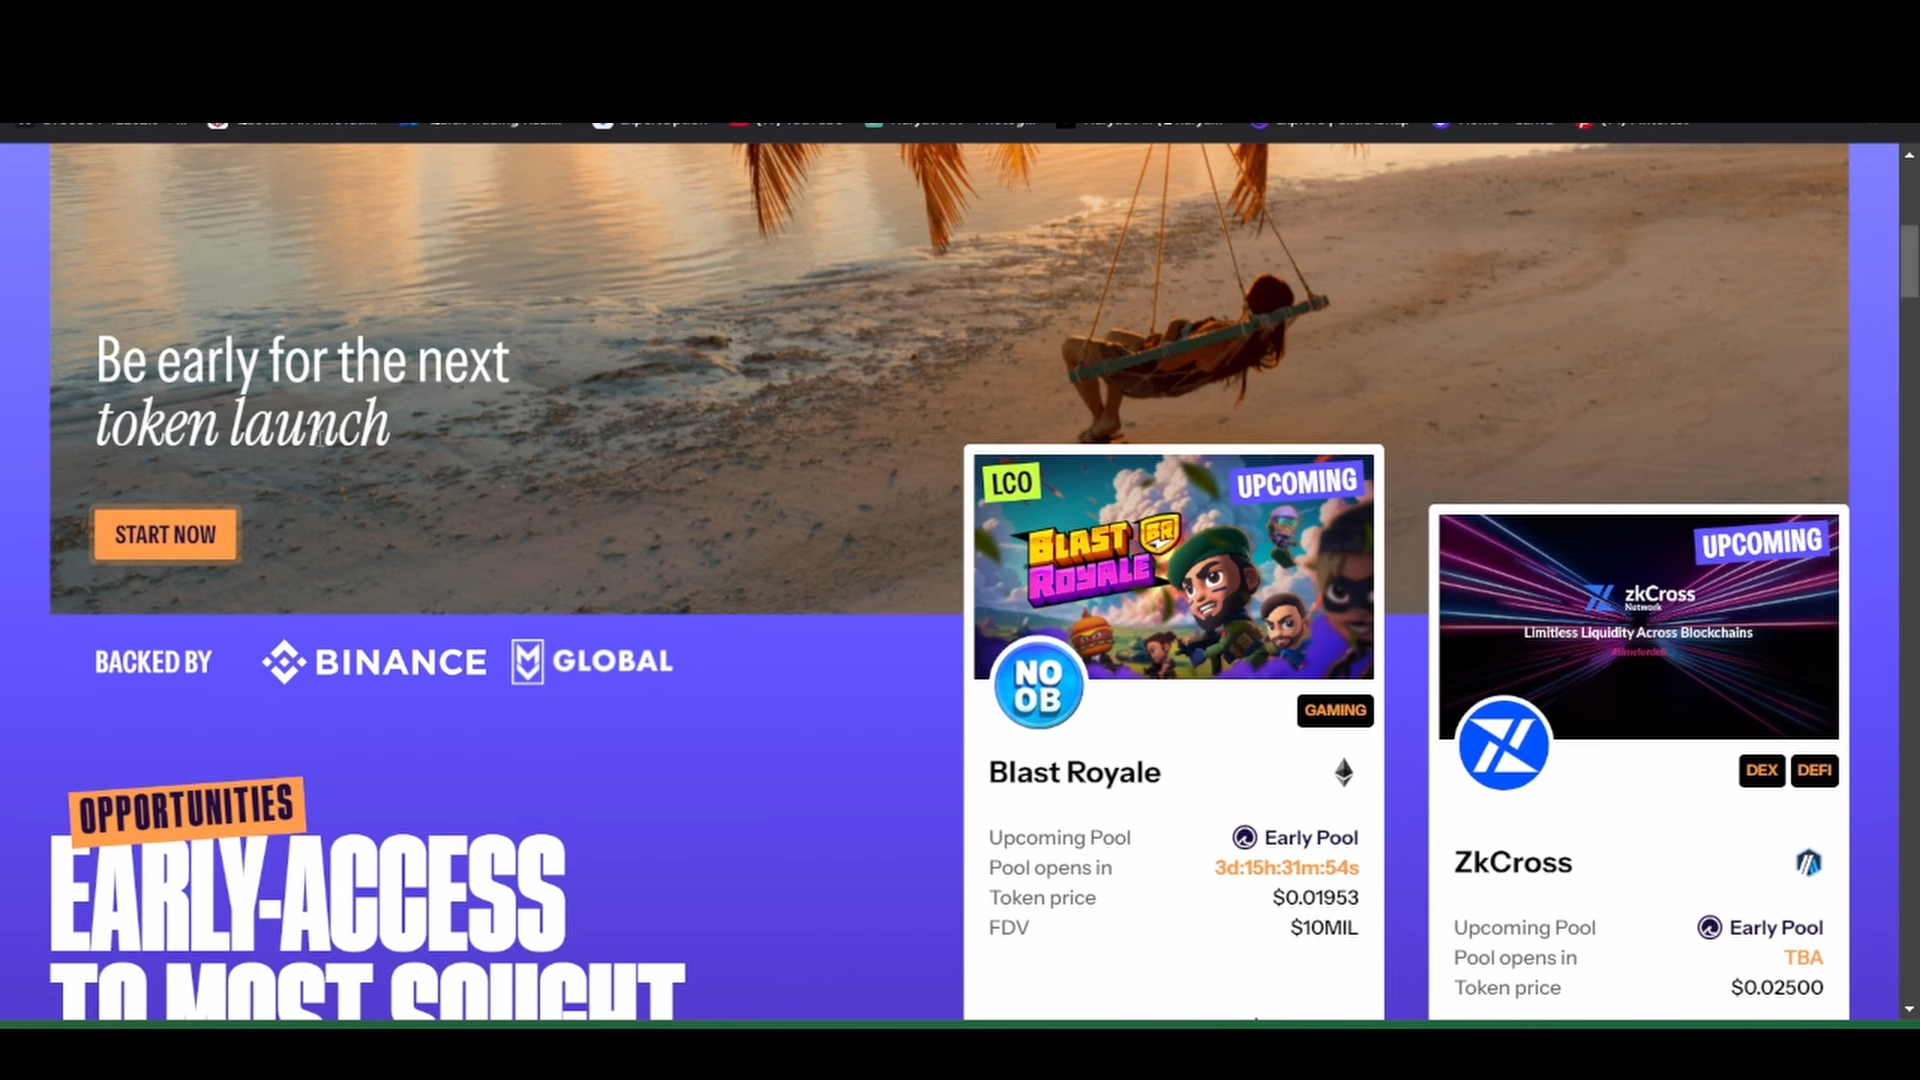 Be early for the next
token launch
START NOW
BACKED BY
BINANCE
GLOBAL
OPPORTUNITIES
EARLY-ACCESS
TO MOST SOUGHT
LCO
UPCOMING
BLAST BR
ROYALE
NO
OB
GAMING
Blast Royale
Upcoming Pool Early Pool
Pool opens in 3d:15h:31m:54s
Token price $0.01953
FDV $10MIL
UPCOMING
zkCross
Network
Limitless Liquidity Across Blockchains
DEX DEFI
ZkCross
Upcoming Pool Early Pool
Pool opens in TBA
Token price $0.02500